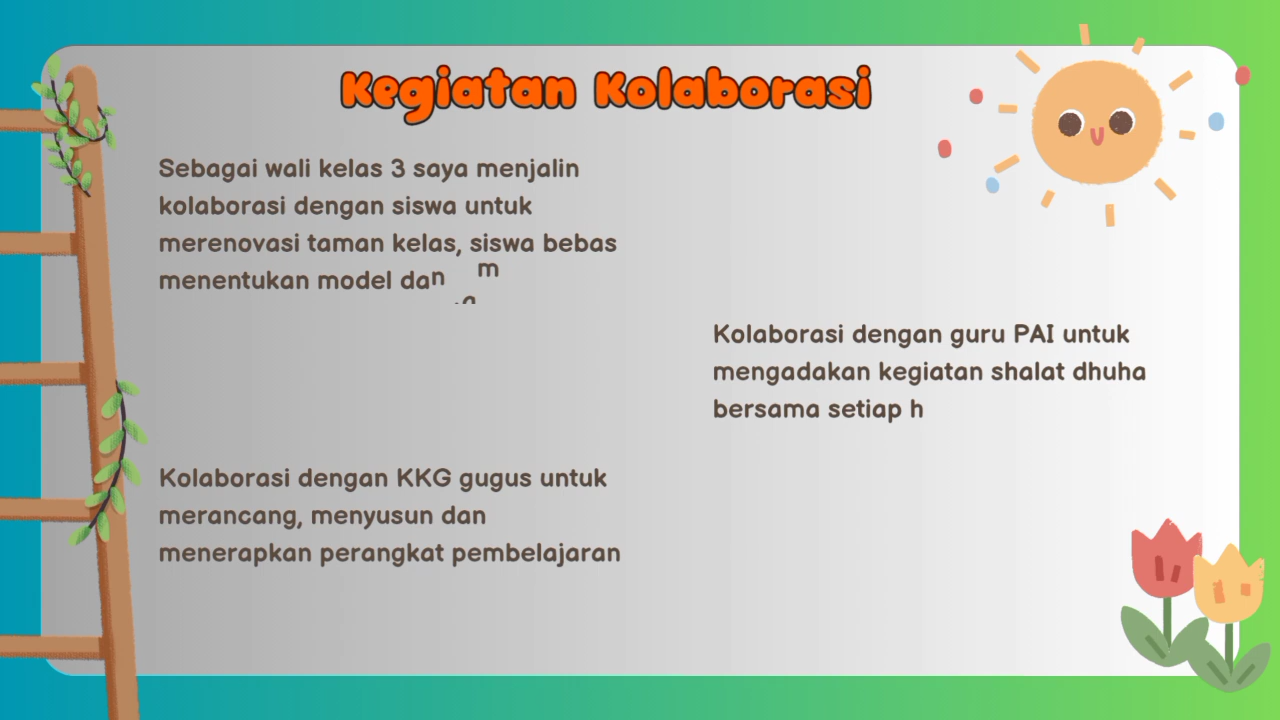 Kegiatan Kolaborasi
Sebagai wali kelas 3 saya menjalin
kolaborasi dengan siswa untuk
merenovasi taman kelas, siswa bebas
menentukan model dan m
Kolaborasi dengan guru PAI untuk
mengadakan kegiatan shalat dhuha
bersama setiap h
Kolaborasi dengan KKG gugus untuk
merancang, menyusun dan
menerapkan perangkat pembelajaran